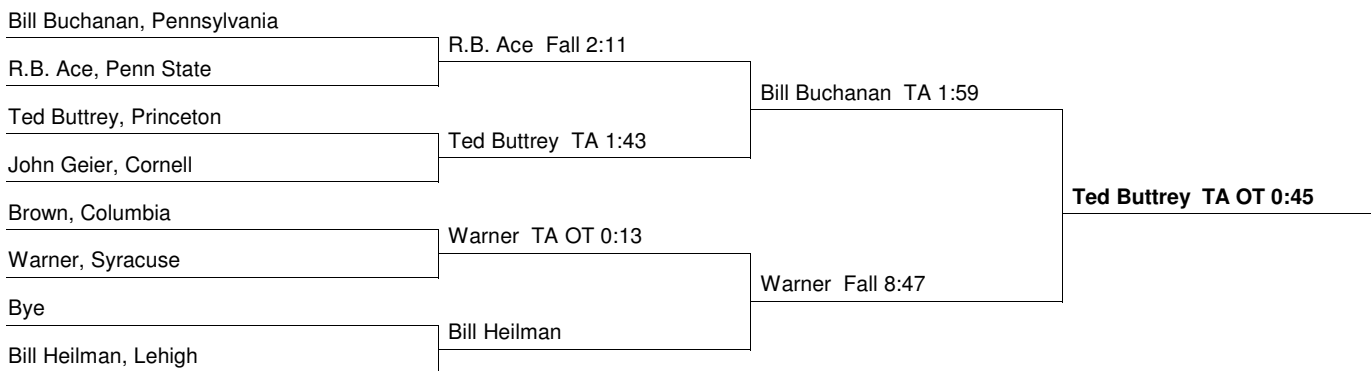 Bill Buchanan, Pennsylvania
R.B. Ace  Fall 2:11
R.B. Ace, Penn State
Bill Buchanan  TA 1:59
Ted Buttrey, Princeton
Ted Buttrey  TA 1:43
John Geier, Cornell
Ted Buttrey  TA OT 0:45
Brown, Columbia
Warner  TA OT 0:13
Warner, Syracuse
Warner  Fall 8:47
Bye
Bill Heilman
Bill Heilman, Lehigh